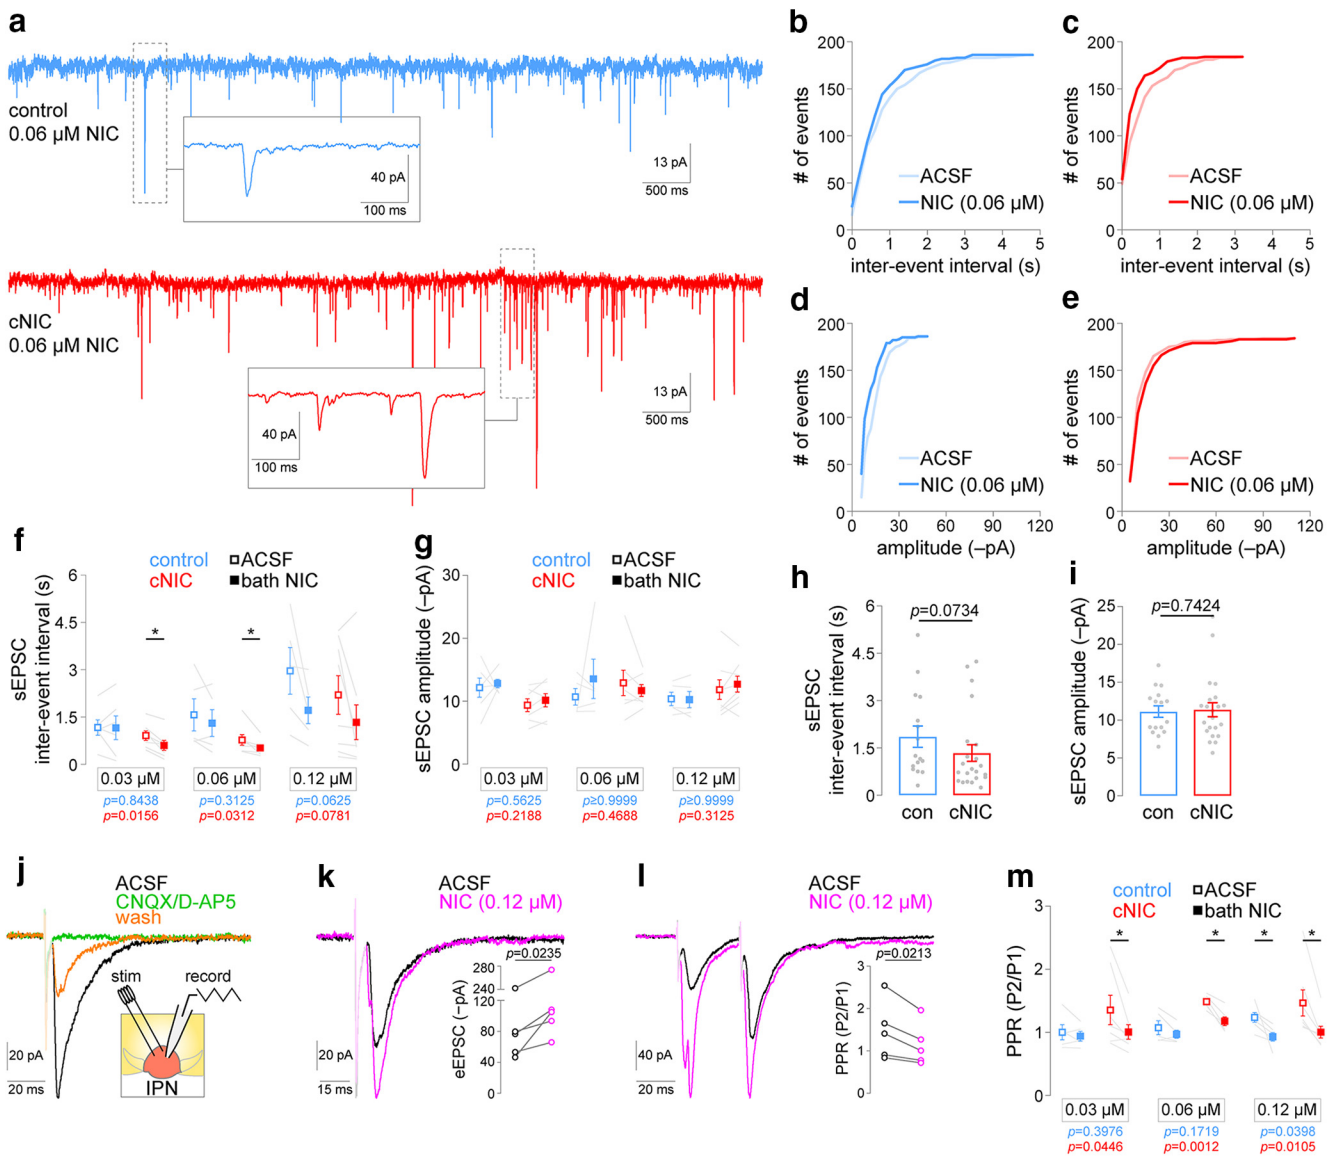 a
control
0.06 µM NIC
40 pA
100 ms
13 pA
500 ms
cNIC
0.06 µM NIC
40 pA
100 ms
13 pA
500 ms
b
# of events
200
150
100
50
0
ACSF
NIC (0.06 µM)
0 1 2 3 4 5
inter-event interval (s)
c
# of events
200
150
100
50
0
ACSF
NIC (0.06 µM)
0 1 2 3 4 5
inter-event interval (s)
d
# of events
200
150
100
50
0
ACSF
NIC (0.06 µM)
0 30 60 90 120
amplitude (–pA)
e
# of events
200
150
100
50
0
ACSF
NIC (0.06 µM)
0 30 60 90 120
amplitude (–pA)
f
control
cNIC
ACSF
bath NIC
sEPSC
inter-event interval (s)
6
4.5
3
1.5
0
* *
0.03 µM 0.06 µM 0.12 µM
p=0.8438 p=0.3125 p=0.0625
p=0.0156 p=0.0312 p=0.0781
g
control
cNIC
ACSF
bath NIC
sEPSC amplitude (–pA)
30
20
10
0
0.03 µM 0.06 µM 0.12 µM
p=0.5625 p≥0.9999 p≥0.9999
p=0.2188 p=0.4688 p=0.3125
h
p=0.0734
sEPSC
inter-event interval (s)
6
4.5
3
1.5
0
con cNIC
i
p=0.7424
sEPSC amplitude (–pA)
25
20
15
10
5
0
con cNIC
j
ACSF
CNQX/D-AP5
wash
stim record
IPN
20 pA
20 ms
k
ACSF
NIC (0.12 µM)
p=0.0235
eEPSC (–pA)
280
240
120
80
40
0
20 pA
15 ms
l
ACSF
NIC (0.12 µM)
p=0.0213
PPR (P2/P1)
3
2
1
0
40 pA
20 ms
m
control
cNIC
ACSF
bath NIC
PPR (P2/P1)
3
2
1
0
* * * *
0.03 µM 0.06 µM 0.12 µM
p=0.3976 p=0.1719 p=0.0398
p=0.0446 p=0.0012 p=0.0105